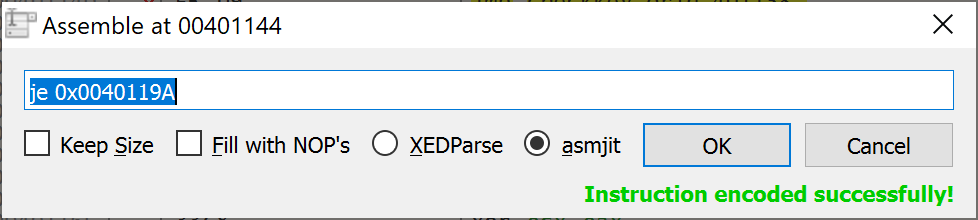 Assemble at 00401144
je 0x0040119A
Keep Size Fill with NOP's XEDParse asmjit OK Cancel
Instruction encoded successfully!